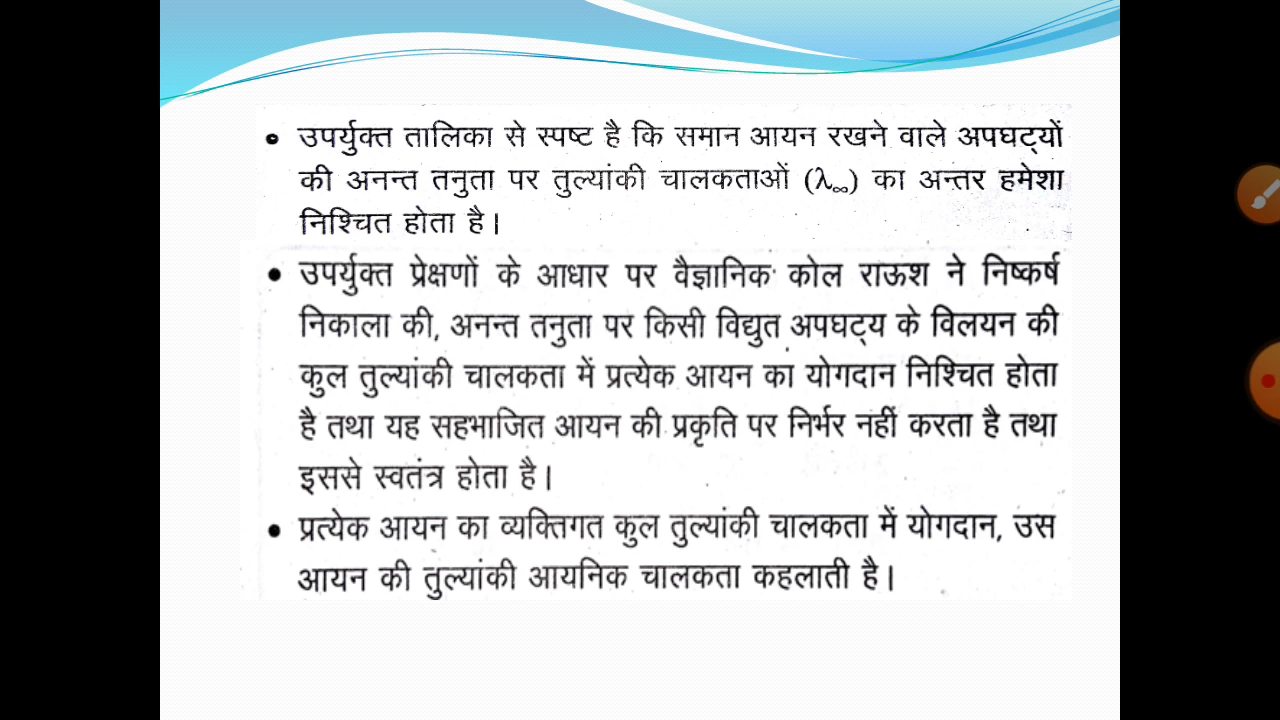 • उपर्युक्त तालिका से स्पष्ट है कि समान आयन रखने वाले अपघट्यों
की अनन्त तनुता पर तुल्यांकी चालकताओं (λ∞) का अन्तर हमेशा
निश्चित होता है।
• उपर्युक्त प्रेक्षणों के आधार पर वैज्ञानिक कोल राऊश ने निष्कर्ष
निकाला की, अनन्त तनुता पर किसी विद्युत अपघट्य के विलयन की
कुल तुल्यांकी चालकता में प्रत्येक आयन का योगदान निश्चित होता
है तथा यह सहभाजित आयन की प्रकृति पर निर्भर नहीं करता है तथा
इससे स्वतंत्र होता है।
• प्रत्येक आयन का व्यक्तिगत कुल तुल्यांकी चालकता में योगदान, उस
आयन की तुल्यांकी आयनिक चालकता कहलाती है।